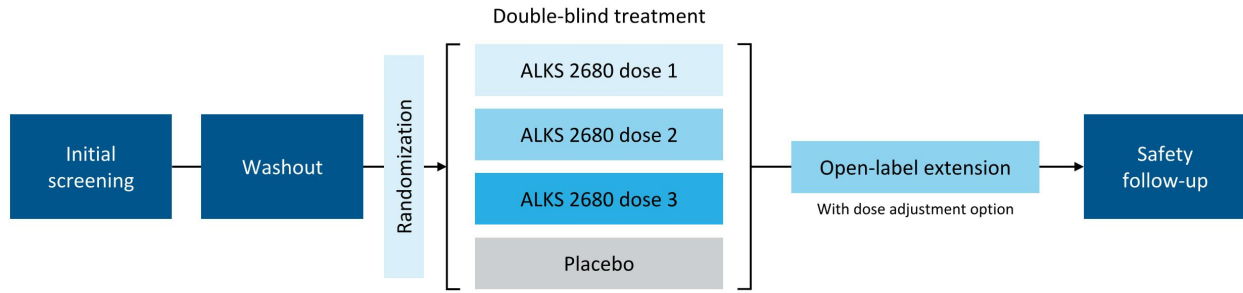 Double-blind treatment
Initial
screening
Washout
Randomization
ALKS 2680 dose 1
ALKS 2680 dose 2
ALKS 2680 dose 3
Placebo
Open-label extension
With dose adjustment option
Safety
follow-up